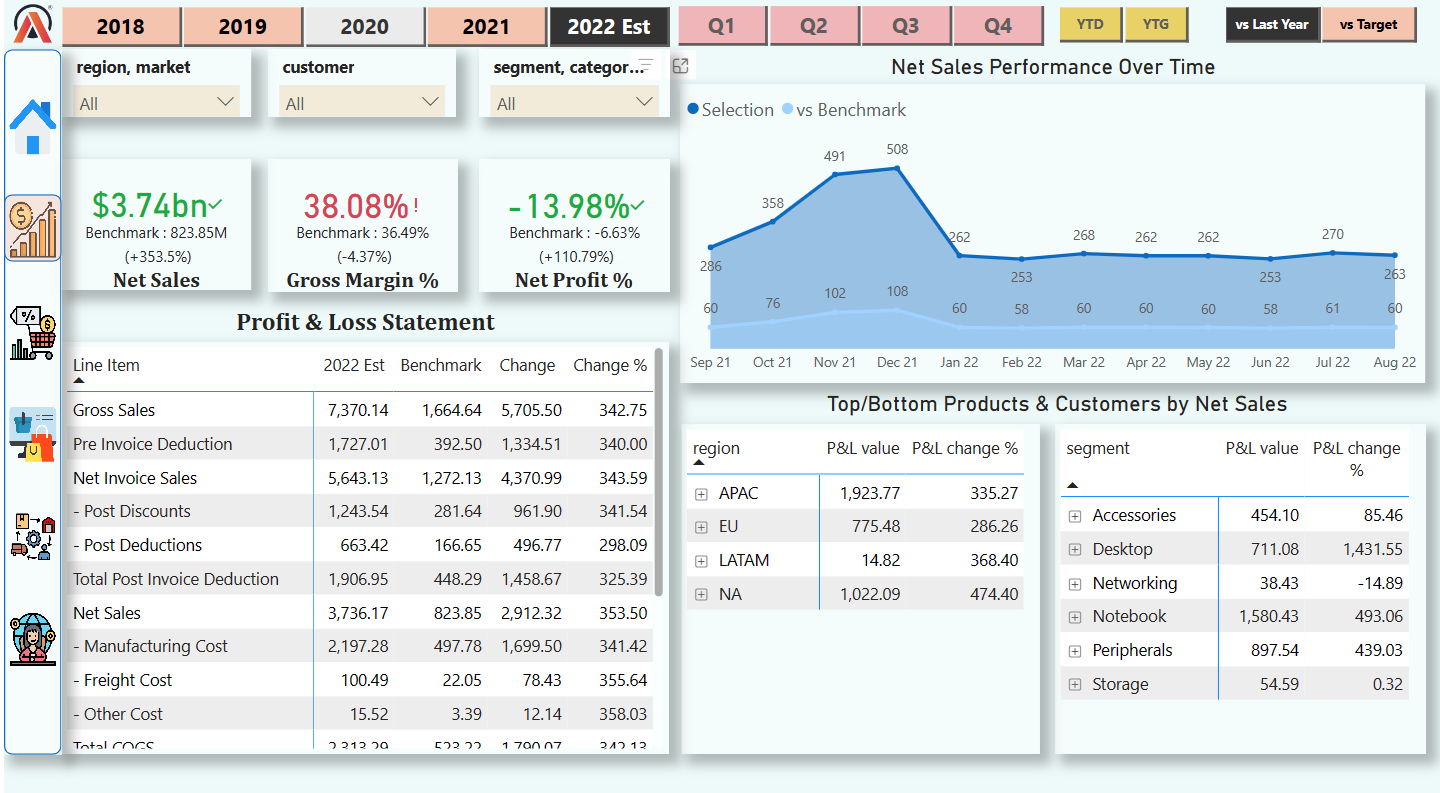 2018 2019 2020 2021 2022 Est Q1 Q2 Q3 Q4 YTD YTG vs Last Year vs Target
region, market customer segment, categor...
All All All
$3.74bn
Benchmark : 823.85M
(+353.5%)
Net Sales
38.08%!
Benchmark : 36.49%
(-4.37%)
Gross Margin %
-13.98%
Benchmark : -6.63%
(+110.79%)
Net Profit %
Net Sales Performance Over Time
Selection vs Benchmark
286 358 491 508 262 253 268 262 262 253 270 263
60 76 102 108 60 58 60 60 60 58 61 60
Sep 21 Oct 21 Nov 21 Dec 21 Jan 22 Feb 22 Mar 22 Apr 22 May 22 Jun 22 Jul 22 Aug 22
Profit & Loss Statement
Line Item 2022 Est Benchmark Change Change %
Gross Sales 7,370.14 1,664.64 5,705.50 342.75
Pre Invoice Deduction 1,727.01 392.50 1,334.51 340.00
Net Invoice Sales 5,643.13 1,272.13 4,370.99 343.59
- Post Discounts 1,243.54 281.64 961.90 341.54
- Post Deductions 663.42 166.65 496.77 298.09
Total Post Invoice Deduction 1,906.95 448.29 1,458.67 325.39
Net Sales 3,736.17 823.85 2,912.32 353.50
- Manufacturing Cost 2,197.28 497.78 1,699.50 341.42
- Freight Cost 100.49 22.05 78.43 355.64
- Other Cost 15.52 3.39 12.14 358.03
Total COGS 2,313.29 523.22 1,790.07 342.13
Top/Bottom Products & Customers by Net Sales
region P&L value P&L change %
APAC 1,923.77 335.27
EU 775.48 286.26
LATAM 14.82 368.40
NA 1,022.09 474.40
segment P&L value P&L change
%
Accessories 454.10 85.46
Desktop 711.08 1,431.55
Networking 38.43 -14.89
Notebook 1,580.43 493.06
Peripherals 897.54 439.03
Storage 54.59 0.32